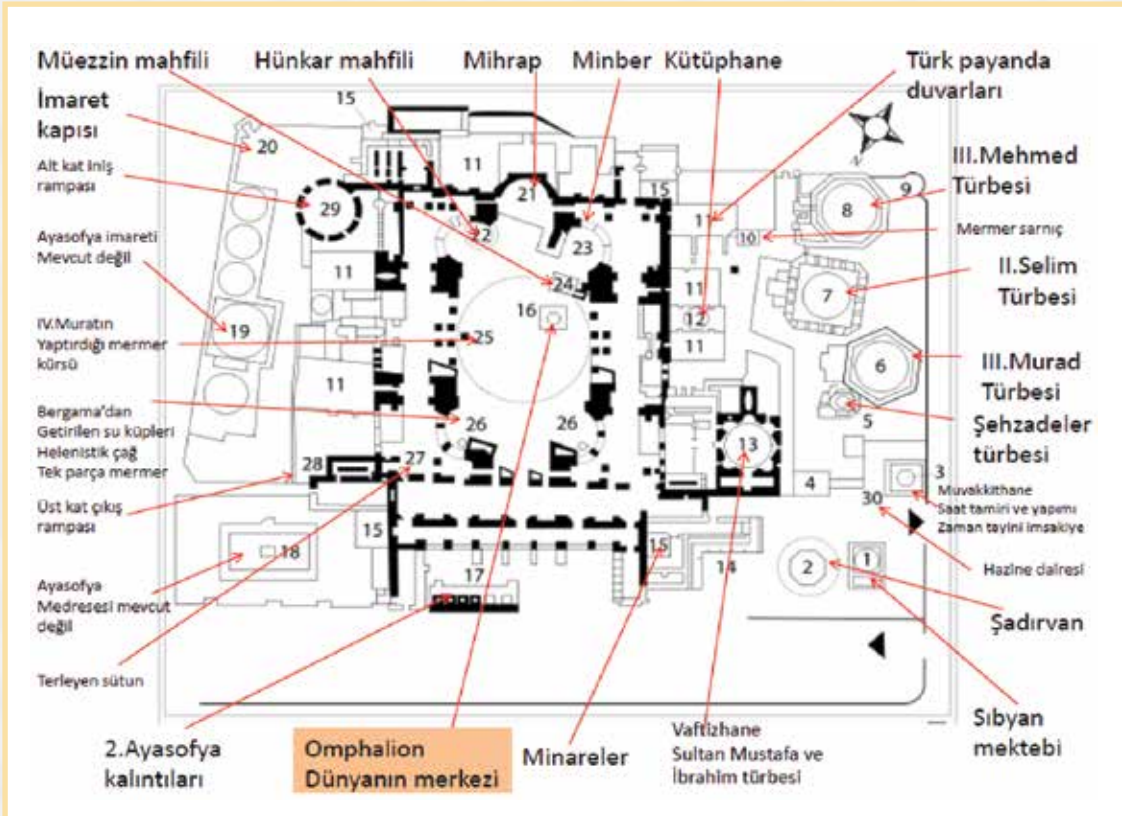 Müezzin mahfili
Hünkar mahfili
Mihrap
Minber
Kütüphane
Türk payanda
duvarları
İmaret
kapısı
Alt kat iniş
rampası
Ayasofya imareti
Mevcut değil
IV.Muratın
Yaptırdığı mermer
kürsü
Bergama'dan
Getirilen su küpleri
Helenistik çağ
Tek parça mermer
Üst kat çıkış
rampası
Ayasofya
Medresesi mevcut
değil
Terleyen sütun
2.Ayasofya
kalıntıları
Omphalion
Dünyanın merkezi
Minareler
Vaftizhane
Sultan Mustafa ve
İbrahim türbesi
Sıbyan
mektebi
Şadırvan
Hazine dairesi
Muvakkithane
Saat tamiri ve yapımı
Zaman tayini imsakiye
Şehzadeler
türbesi
III.Murad
Türbesi
II.Selim
Türbesi
Mermer sarnıç
III.Mehmed
Türbesi
N
15
20
11
21
15
9
29
22
23
11
10
8
11
24
11
7
19
16
12
25
11
11
6
5
26
26
13
28
27
4
3
30
15
18
15
14
2
1
17